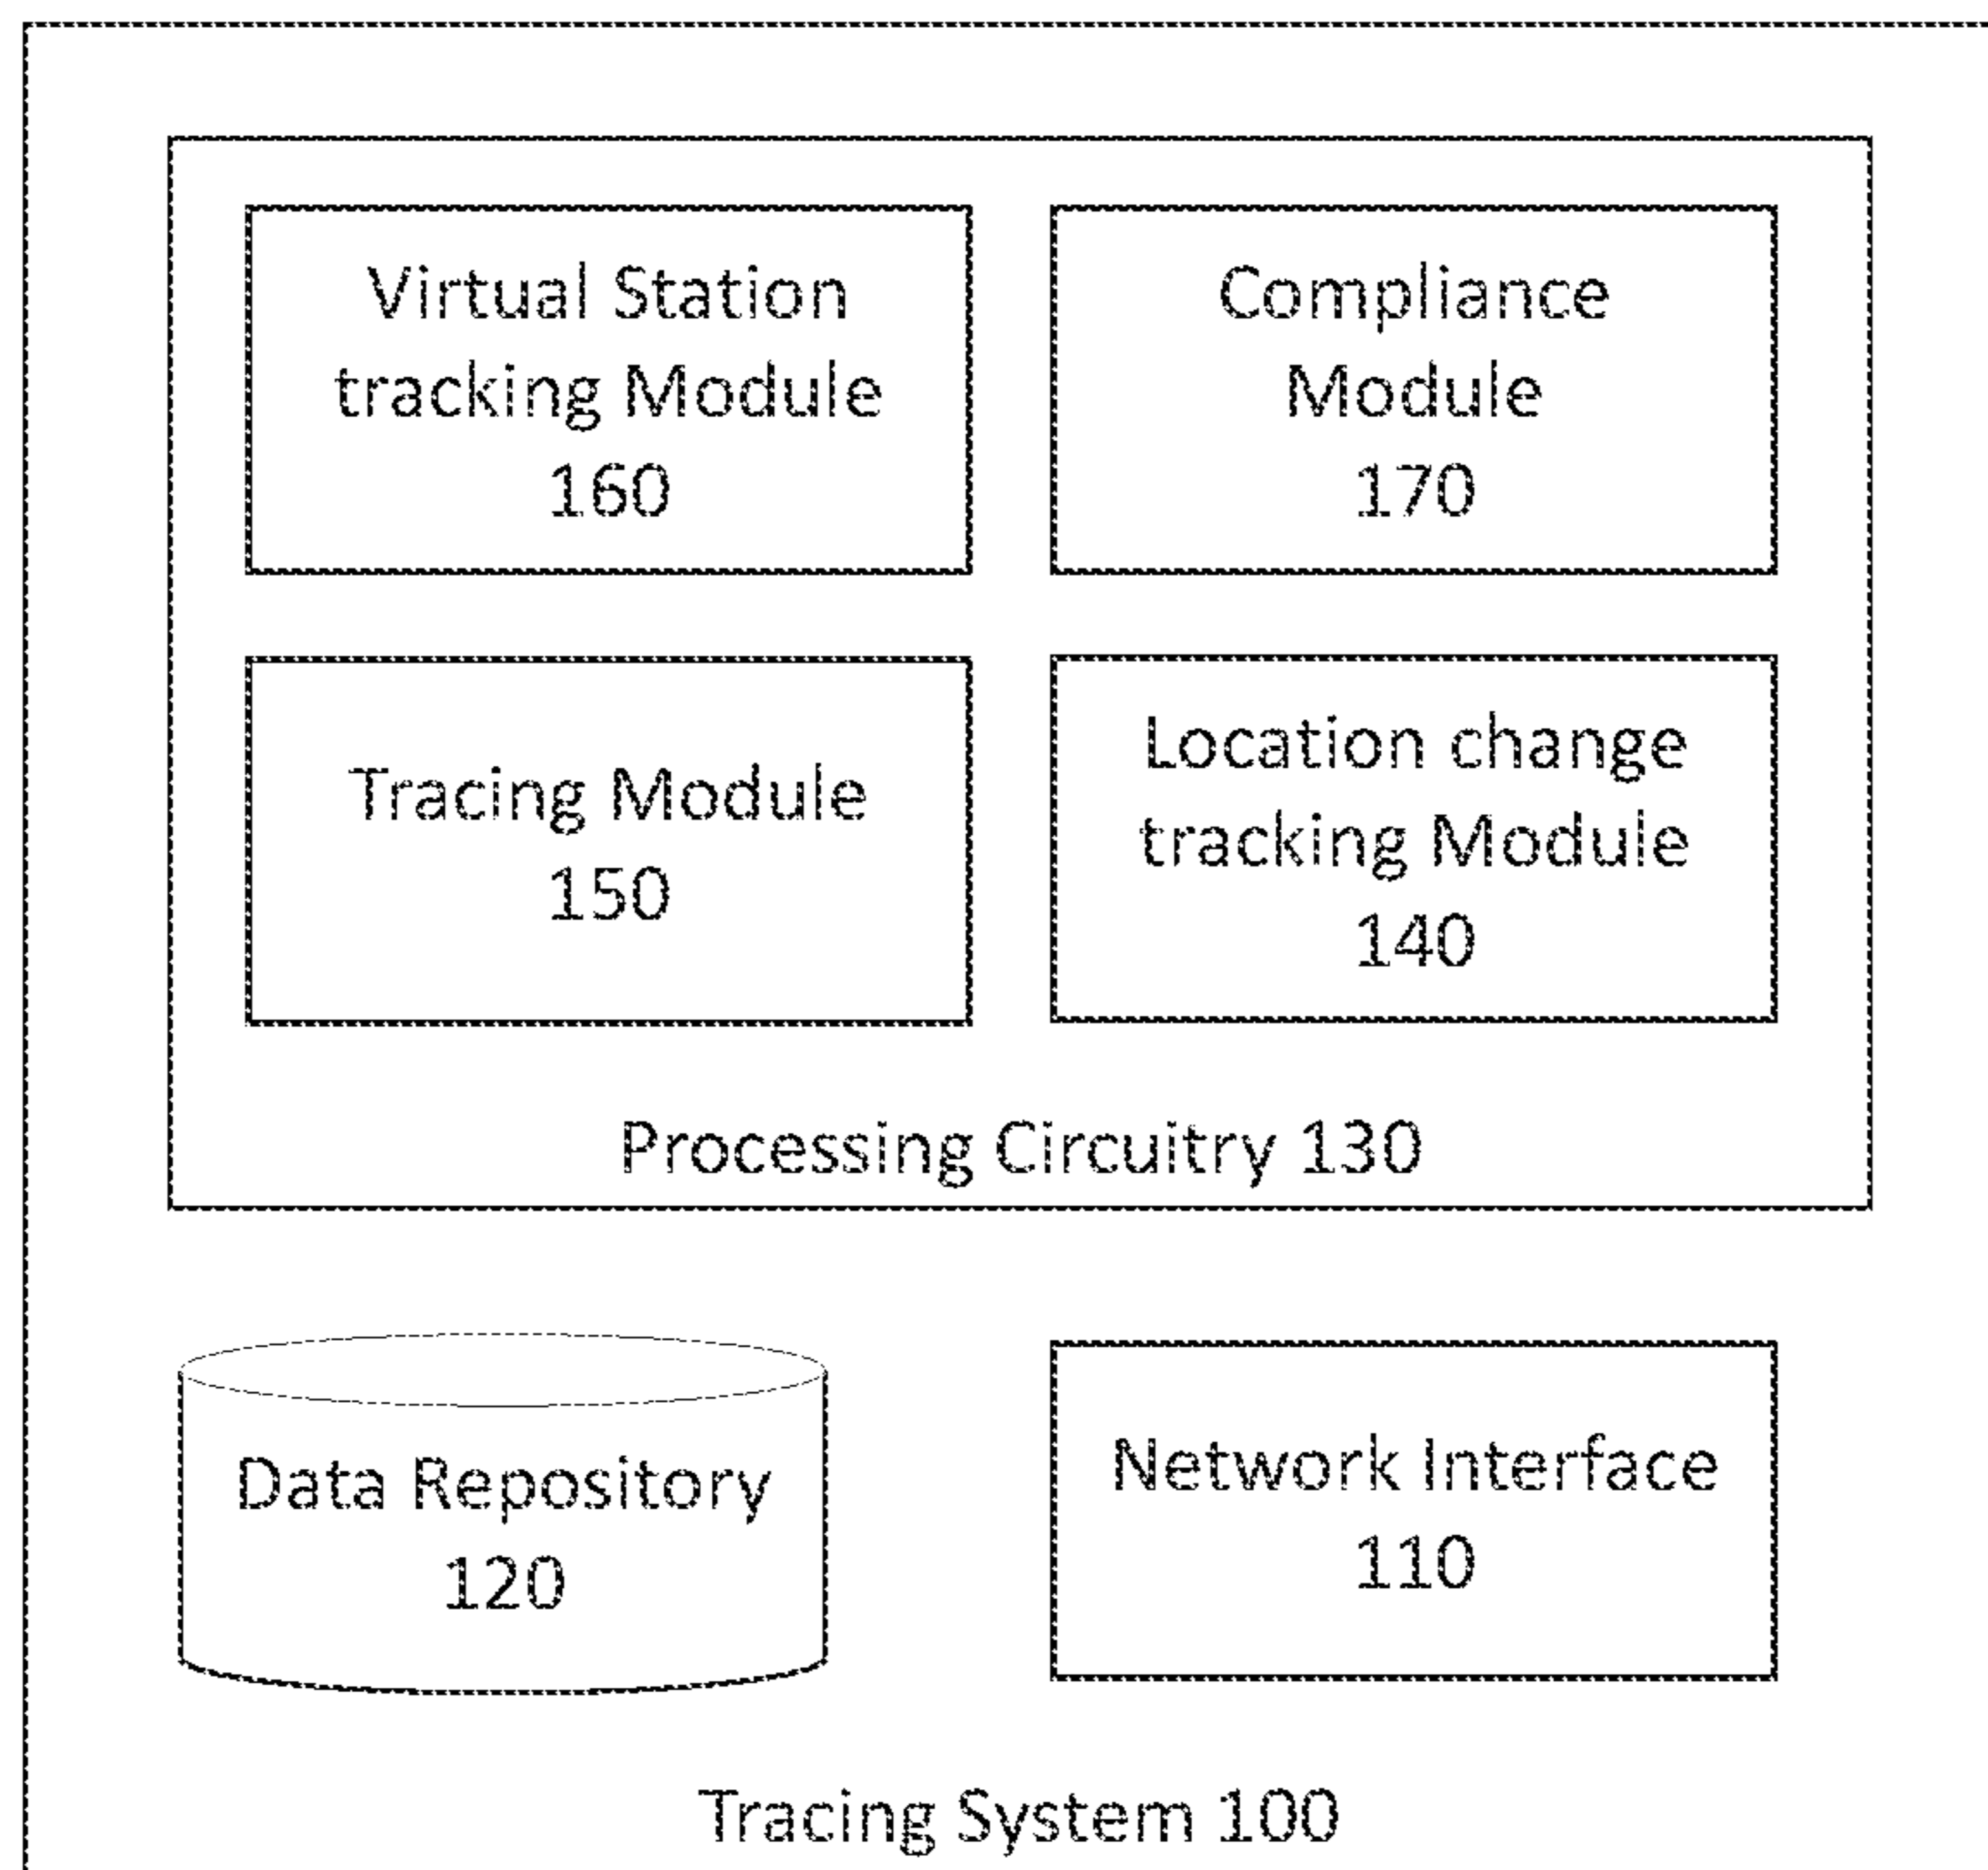 Virtual Station
tracking Module
160
Compliance
Module
170
Tracing Module
150
Location change
tracking Module
140
Processing Circuitry 130
Data Repository
120
Network Interface
110
Tracing System 100